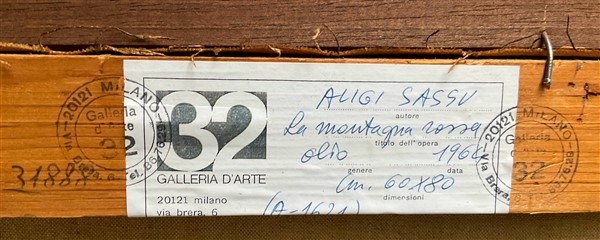 32
GALLERIA D'ARTE
20121 milano
via brera, 6
ALIGI SASSU
autore
La montagna rossa
titolo dell'opera
olio 1964
genere data
cm. 60x80
dimensioni
(A-1621)
20121 MILANO
Galleria
d'Arte
32
31888
20121 MILANO
Galleria
d'Arte
32
Via Brera